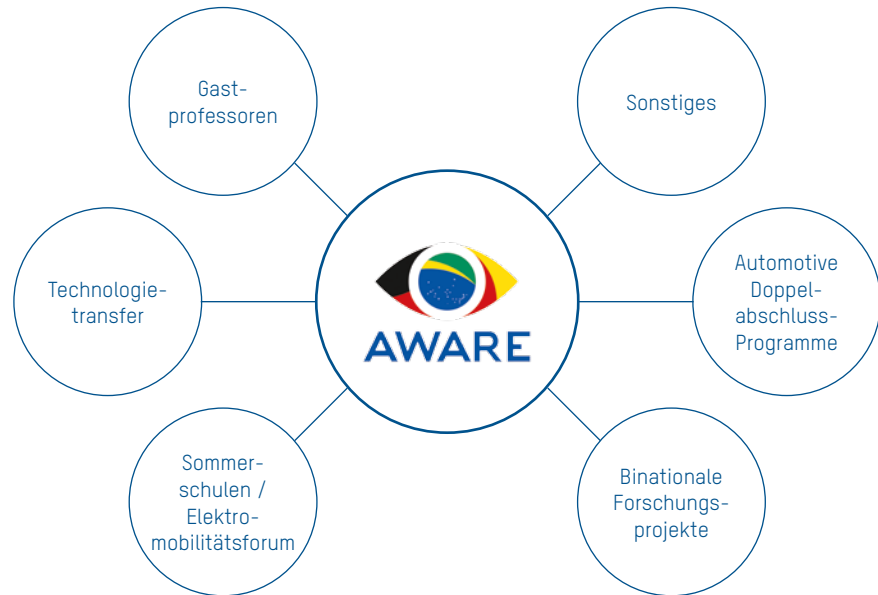 Gast-
professoren
Sonstiges
Technologie-
transfer
AWARE
Automotive
Doppel-
abschluss-
Programme
Sommer-
schulen /
Elektro-
mobilitätsforum
Binationale
Forschungs-
projekte